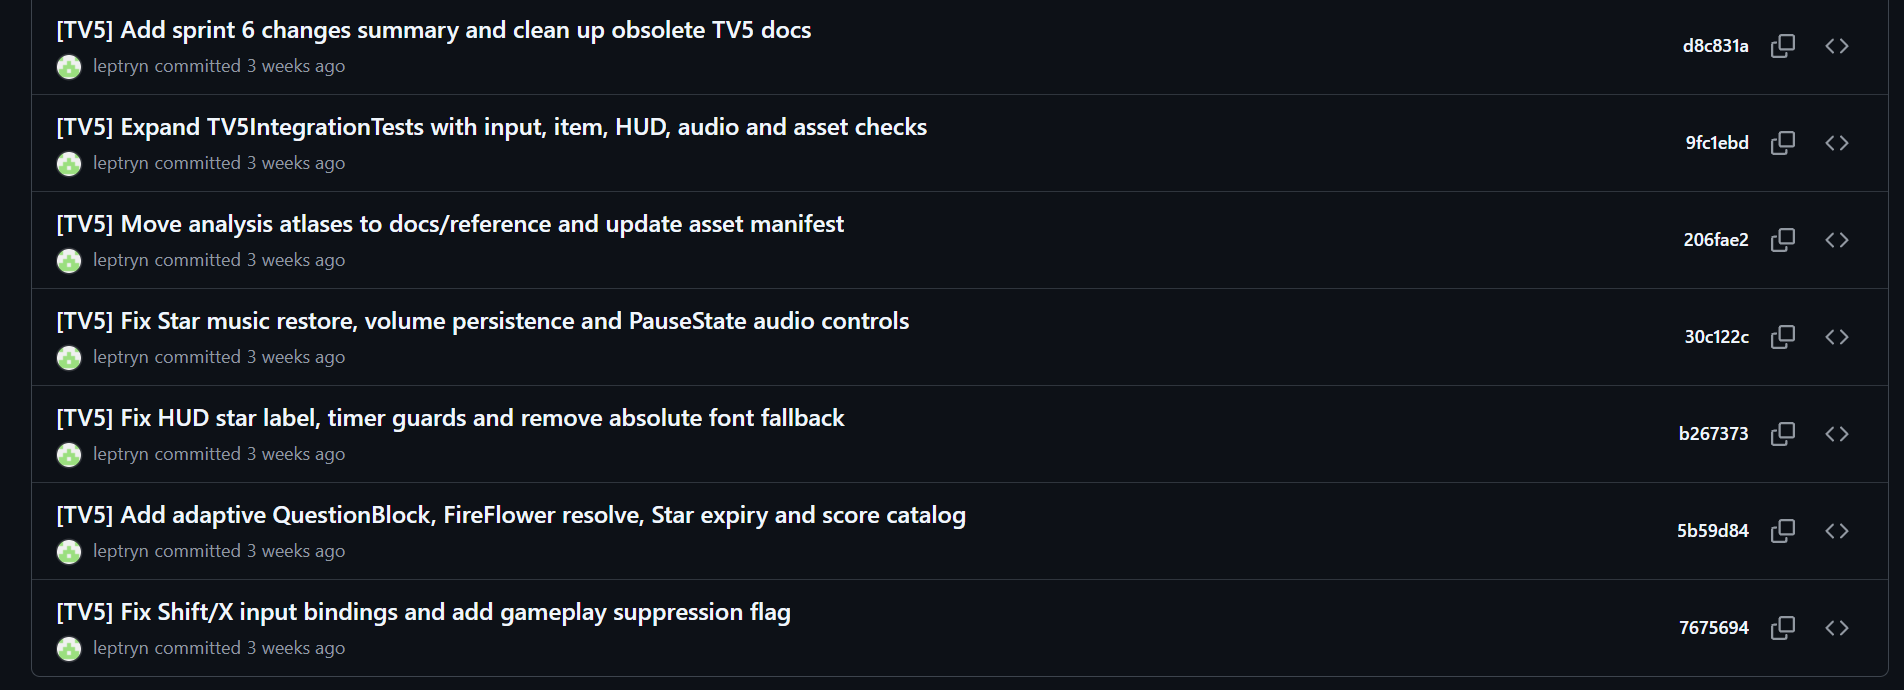 [TV5] Add sprint 6 changes summary and clean up obsolete TV5 docs
d8c831a
leptryn committed 3 weeks ago
[TV5] Expand TV5IntegrationTests with input, item, HUD, audio and asset checks
9fc1ebd
leptryn committed 3 weeks ago
[TV5] Move analysis atlases to docs/reference and update asset manifest
206fae2
leptryn committed 3 weeks ago
[TV5] Fix Star music restore, volume persistence and PauseState audio controls
30c122c
leptryn committed 3 weeks ago
[TV5] Fix HUD star label, timer guards and remove absolute font fallback
b267373
leptryn committed 3 weeks ago
[TV5] Add adaptive QuestionBlock, FireFlower resolve, Star expiry and score catalog
5b59d84
leptryn committed 3 weeks ago
[TV5] Fix Shift/X input bindings and add gameplay suppression flag
7675694
leptryn committed 3 weeks ago